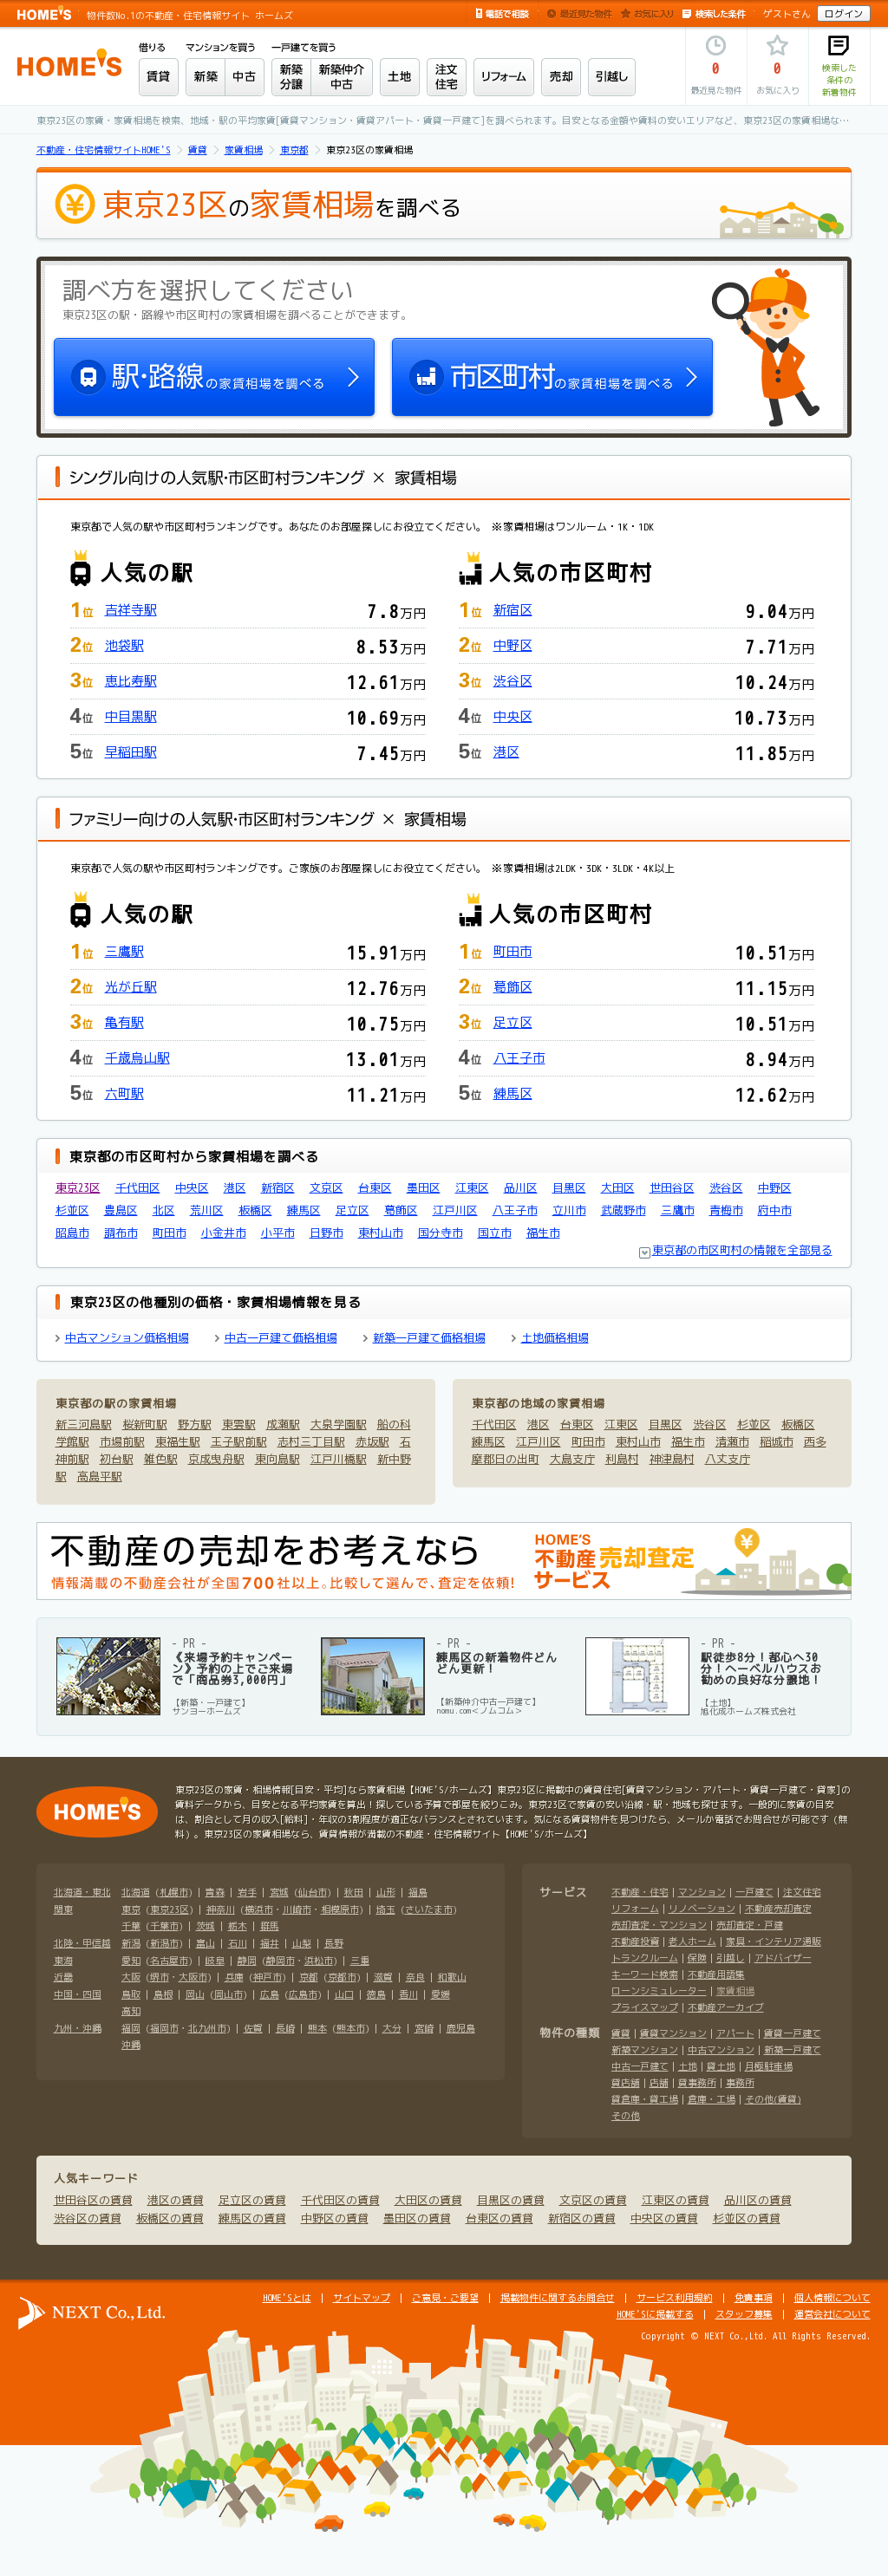 HOME'S 物件数No.1の不動産・住宅情報サイト ホームズ
電話で相談 最近見た物件 お気に入り 検索した条件 ゲストさん ログイン
HOME'S
借りる マンションを買う 一戸建てを買う
賃貸 新築 中古 新築分譲 新築仲介中古 土地 注文住宅 リフォーム 売却 引越し
0 最近見た物件
0 お気に入り
検索した条件の新着物件
東京23区の家賃・家賃相場を検索、地域・駅の平均家賃[賃貸マンション・賃貸アパート・賃貸一戸建て]を調べられます。目安となる金額や賃料の安いエリアなど、東京23区の家賃相場な…
不動産・住宅情報サイトHOME'S 賃貸 家賃相場 東京都 東京23区の家賃相場
東京23区の家賃相場を調べる
調べ方を選択してください
東京23区の駅・路線や市区町村の家賃相場を調べることができます。
駅・路線の家賃相場を調べる
市区町村の家賃相場を調べる
シングル向けの人気駅・市区町村ランキング × 家賃相場
東京都で人気の駅や市区町村ランキングです。あなたのお部屋探しにお役立てください。 ※家賃相場はワンルーム・1K・1DK
人気の駅
1位 吉祥寺駅 7.8万円
2位 池袋駅 8.53万円
3位 恵比寿駅 12.61万円
4位 中目黒駅 10.69万円
5位 早稲田駅 7.45万円
人気の市区町村
1位 新宿区 9.04万円
2位 中野区 7.71万円
3位 渋谷区 10.24万円
4位 中央区 10.73万円
5位 港区 11.85万円
ファミリー向けの人気駅・市区町村ランキング × 家賃相場
東京都で人気の駅や市区町村ランキングです。ご家族のお部屋探しにお役立てください。 ※家賃相場は2LDK・3DK・3LDK・4K以上
人気の駅
1位 三鷹駅 15.91万円
2位 光が丘駅 12.76万円
3位 亀有駅 10.75万円
4位 千歳烏山駅 13.01万円
5位 六町駅 11.21万円
人気の市区町村
1位 町田市 10.51万円
2位 葛飾区 11.15万円
3位 足立区 10.51万円
4位 八王子市 8.94万円
5位 練馬区 12.62万円
東京都の市区町村から家賃相場を調べる
東京23区 千代田区 中央区 港区 新宿区 文京区 台東区 墨田区 江東区 品川区 目黒区 大田区 世田谷区 渋谷区 中野区
杉並区 豊島区 北区 荒川区 板橋区 練馬区 足立区 葛飾区 江戸川区 八王子市 立川市 武蔵野市 三鷹市 青梅市 府中市
昭島市 調布市 町田市 小金井市 小平市 日野市 東村山市 国分寺市 国立市 福生市
東京都の市区町村の情報を全部見る
東京23区の他種別の価格・家賃相場情報を見る
中古マンション価格相場 中古一戸建て価格相場 新築一戸建て価格相場 土地価格相場
東京都の駅の家賃相場
新三河島駅 桜新町駅 野方駅 東雲駅 成瀬駅 大泉学園駅 船の科
学館駅 市場前駅 東福生駅 王子駅前駅 志村三丁目駅 赤坂駅 石
神前駅 初台駅 雑色駅 京成曳舟駅 東向島駅 江戸川橋駅 新中野
駅 高島平駅
東京都の地域の家賃相場
千代田区 港区 台東区 江東区 目黒区 渋谷区 杉並区 板橋区
練馬区 江戸川区 町田市 東村山市 福生市 清瀬市 稲城市 西多
摩郡日の出町 大島支庁 利島村 神津島村 八丈支庁
不動産の売却をお考えなら
情報満載の不動産会社が全国700社以上。比較して選んで、査定を依頼!
HOME'S 不動産売却査定サービス
- PR -
《来場予約キャンペー
ン》予約の上でご来場
で「商品券3,000円」
【新築・一戸建て】
サンヨーホームズ
- PR -
練馬区の新着物件どん
どん更新!
【新築仲介中古一戸建て】
nomu.com<ノムコム>
- PR -
駅徒歩8分!都心へ30
分!ヘーベルハウスお
勧めの良好な分譲地!
【土地】
旭化成ホームズ株式会社
HOME'S
東京23区の家賃・相場情報[目安・平均]なら家賃相場【HOME'S/ホームズ】東京23区に掲載中の賃貸住宅[賃貸マンション・アパート・賃貸一戸建て・貸家]の
賃料データから、目安となる平均家賃を算出!探している予算で部屋を絞りこみ。東京23区で家賃の安い沿線・駅・地域も探せます。一般的に家賃の目安
は、割合として月の収入[給料]・年収の3割程度が適正なバランスとされています。気になる賃貸物件を見つけたら、メールか電話でお問合せが可能です(無
料)。東京23区の家賃相場なら、賃貸情報が満載の不動産・住宅情報サイト【HOME'S/ホームズ】
北海道・東北 北海道(札幌市) | 青森 | 岩手 | 宮城(仙台市) | 秋田 | 山形 | 福島
関東 東京(東京23区) | 神奈川(横浜市・川崎市・相模原市) | 埼玉(さいたま市)
千葉(千葉市) | 茨城 | 栃木 | 群馬
北陸・甲信越 新潟(新潟市) | 富山 | 石川 | 福井 | 山梨 | 長野
東海 愛知(名古屋市) | 岐阜 | 静岡(静岡市・浜松市) | 三重
近畿 大阪(堺市・大阪市) | 兵庫(神戸市) | 京都(京都市) | 滋賀 | 奈良 | 和歌山
中国・四国 鳥取 | 島根 | 岡山(岡山市) | 広島(広島市) | 山口 | 徳島 | 香川 | 愛媛
高知
九州・沖縄 福岡(福岡市・北九州市) | 佐賀 | 長崎 | 熊本(熊本市) | 大分 | 宮崎 | 鹿児島
沖縄
サービス 不動産・住宅 | マンション | 一戸建て | 注文住宅
リフォーム | リノベーション | 不動産売却査定
売却査定・マンション | 売却査定・戸建
不動産投資 | 老人ホーム | 家具・インテリア通販
トランクルーム | 保険 | 引越し | アドバイザー
キーワード検索 | 不動産用語集
ローンシミュレーター | 家賃相場
プライスマップ | 不動産アーカイブ
物件の種類 賃貸 | 賃貸マンション | アパート | 賃貸一戸建て
新築マンション | 中古マンション | 新築一戸建て
中古一戸建て | 土地 | 貸土地 | 月極駐車場
貸店舗 | 店舗 | 貸事務所 | 事務所
貸倉庫・貸工場 | 倉庫・工場 | その他(賃貸)
その他
人気キーワード
世田谷区の賃貸 港区の賃貸 足立区の賃貸 千代田区の賃貸 大田区の賃貸 目黒区の賃貸 文京区の賃貸 江東区の賃貸 品川区の賃貸
渋谷区の賃貸 板橋区の賃貸 練馬区の賃貸 中野区の賃貸 墨田区の賃貸 台東区の賃貸 新宿区の賃貸 中央区の賃貸 杉並区の賃貸
NEXT Co.,Ltd.
HOME'Sとは | サイトマップ | ご意見・ご要望 | 掲載物件に関するお問合せ | サービス利用規約 | 免責事項 | 個人情報について
HOME'Sに掲載する | スタッフ募集 | 運営会社について
Copyright © NEXT Co.,Ltd. All Rights Reserved.